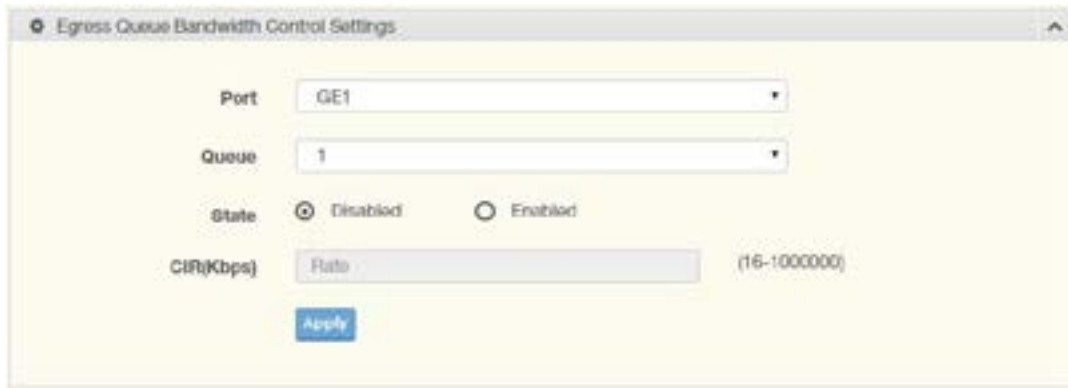 Egress Queue Bandwidth Control Settings
Port GE1
Queue 1
State Disabled Enabled
CIR(Kbps) Rate (16-1000000)
Apply